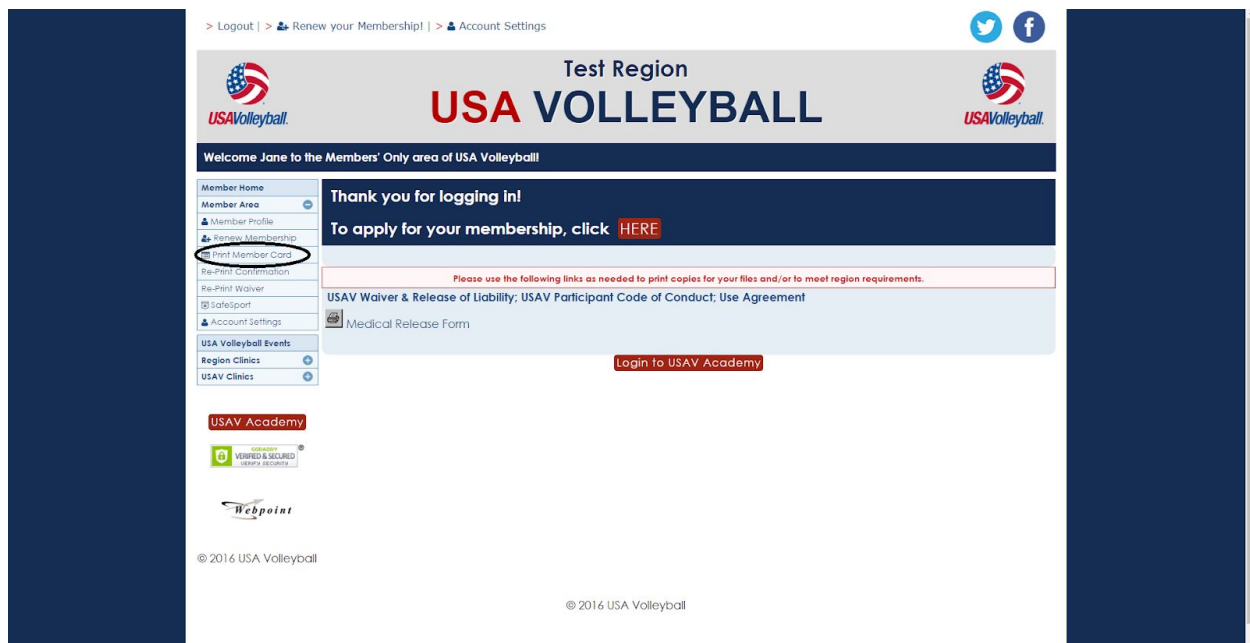 > Logout | > Renew your Membership! | > Account Settings
Test Region
USA VOLLEYBALL
USAVolleyball.
USAVolleyball.
Welcome Jane to the Members' Only area of USA Volleyball!
Member Home
Member Area
Member Profile
Renew Membership
Print Member Card
Re-Print Confirmation
Re-Print Waiver
SafeSport
Account Settings
USA Volleyball Events
Region Clinics
USAV Clinics
Thank you for logging in!
To apply for your membership, click HERE
Please use the following links as needed to print copies for your files and/or to meet region requirements.
USAV Waiver & Release of Liability; USAV Participant Code of Conduct; Use Agreement
Medical Release Form
Login to USAV Academy
USAV Academy
GODADDY
VERIFIED & SECURED
VERIFY SECURITY
Webpoint
© 2016 USA Volleyball
© 2016 USA Volleyball